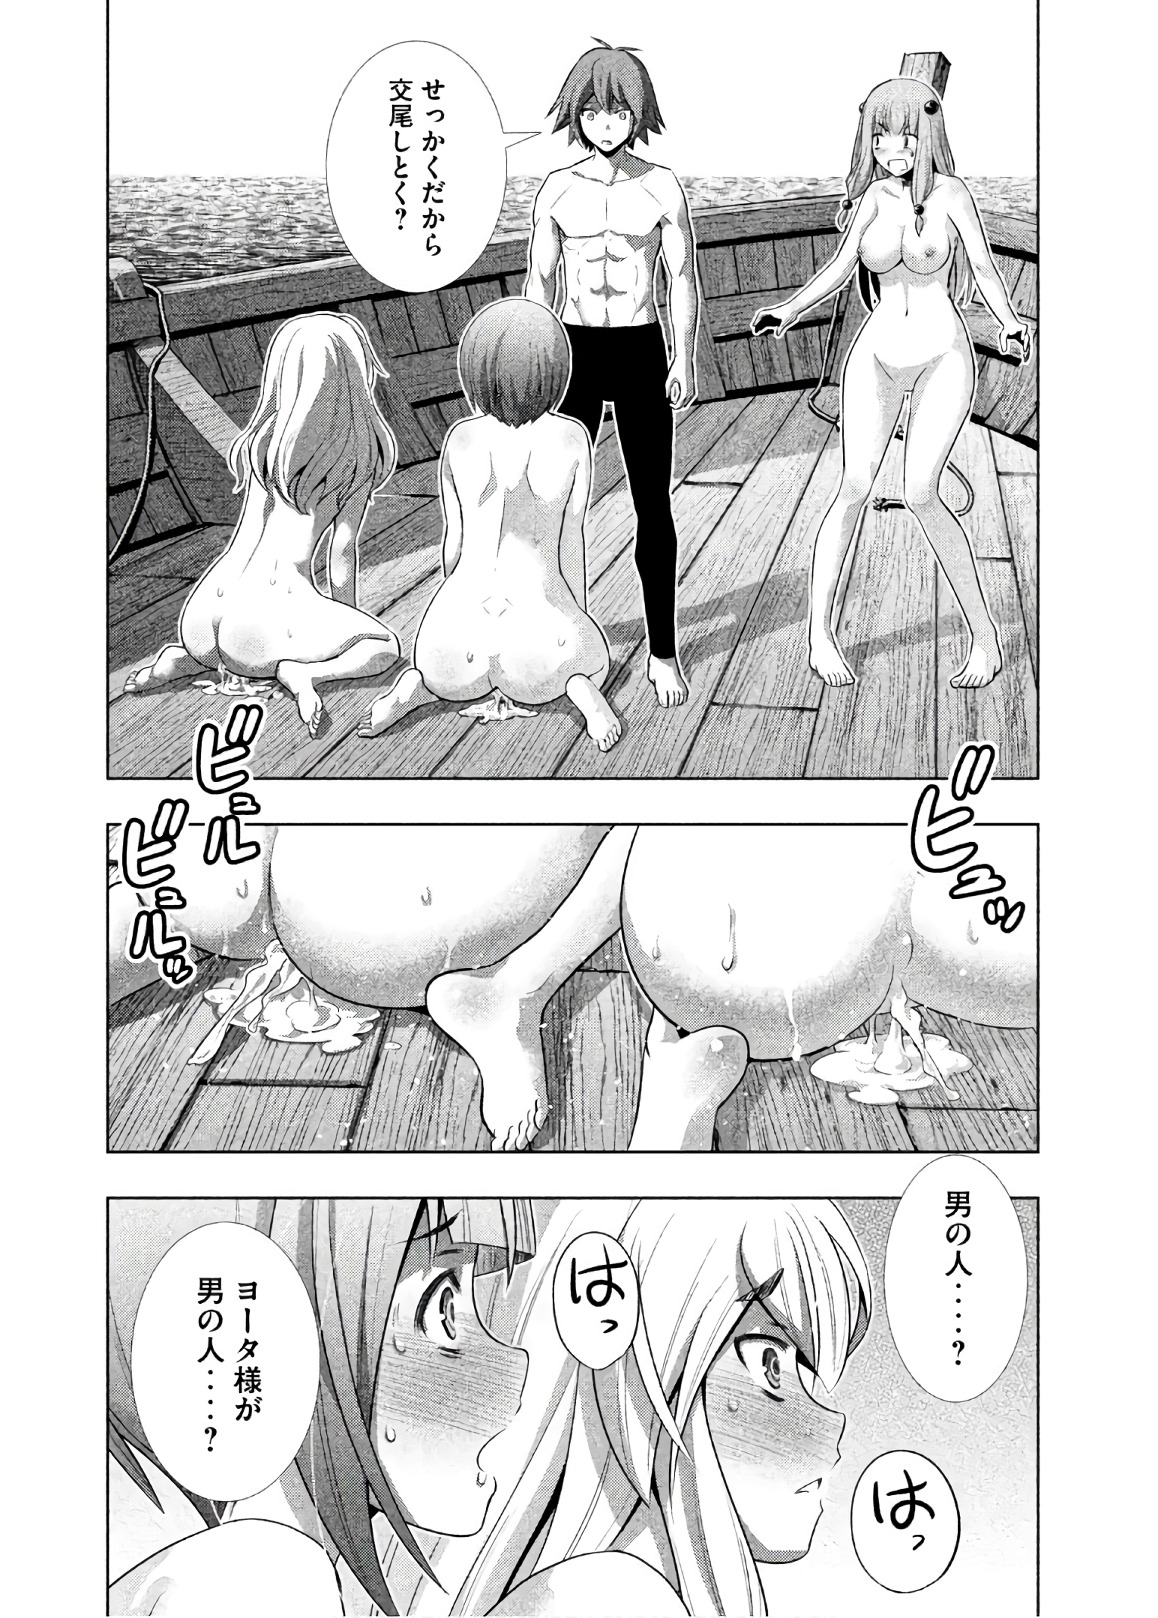 せっかくだから
交尾しとく?
ビュッ
ビュルッ
ビュル
男の人‥‥?
はっ
はっ
ヨータ様が
男の人‥‥?